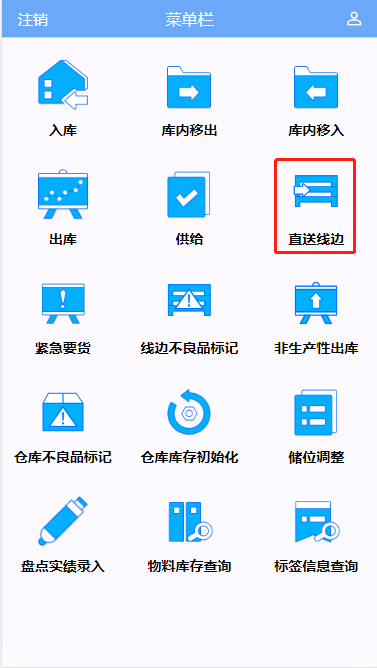 注销 菜单栏
入库 库内移出 库内移入
出库 供给 直送线边
紧急要货 线边不良品标记 非生产性出库
仓库不良品标记 仓库库存初始化 储位调整
盘点实绩录入 物料库存查询 标签信息查询